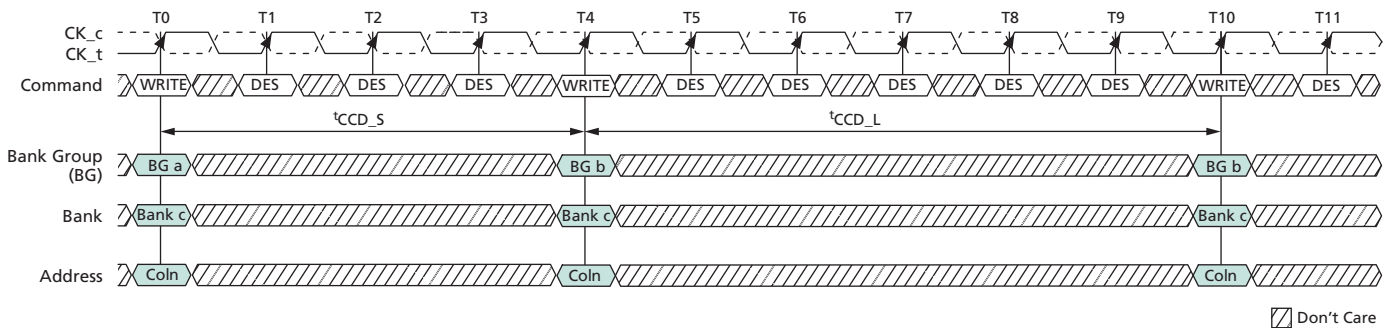 T0 T1 T2 T3 T4 T5 T6 T7 T8 T9 T10 T11
CK_c
CK_t
Command WRITE DES DES DES WRITE DES DES DES DES DES WRITE DES
tCCD_S tCCD_L
Bank Group
(BG)
BG a BG b BG b
Bank Bank c Bank c Bank c
Address Coln Coln Coln
Don't Care